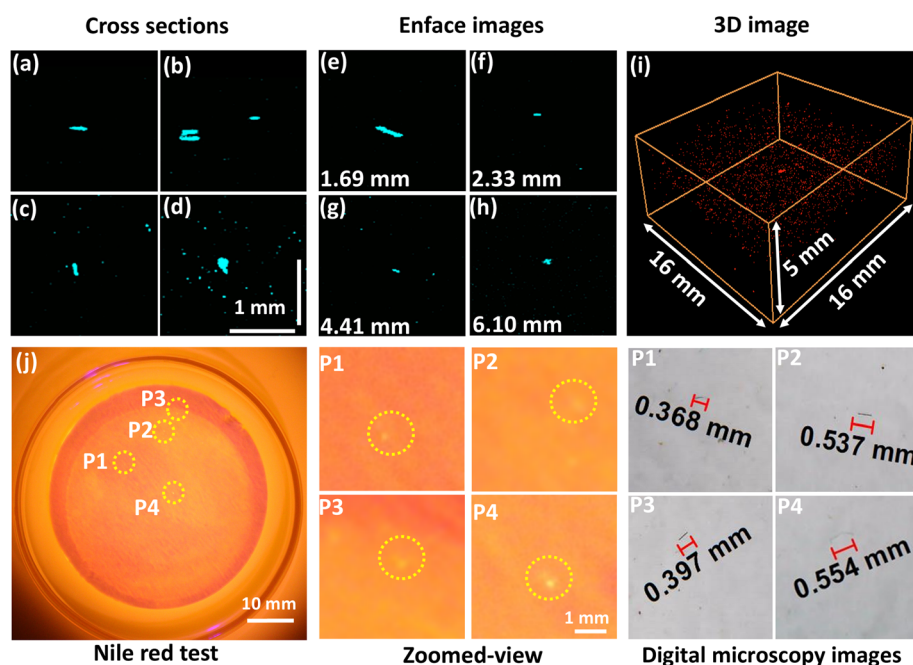 Cross sections
Enface images
3D image
(a)
(b)
(e)
(f)
(i)
1.69 mm
2.33 mm
(c)
(d)
(g)
(h)
1 mm
4.41 mm
6.10 mm
16 mm
5 mm
16 mm
(j)
P3
P2
P1
P4
10 mm
P1
P2
P3
P4
1 mm
P1
0.368 mm
P2
0.537 mm
P3
0.397 mm
P4
0.554 mm
Nile red test
Zoomed-view
Digital microscopy images